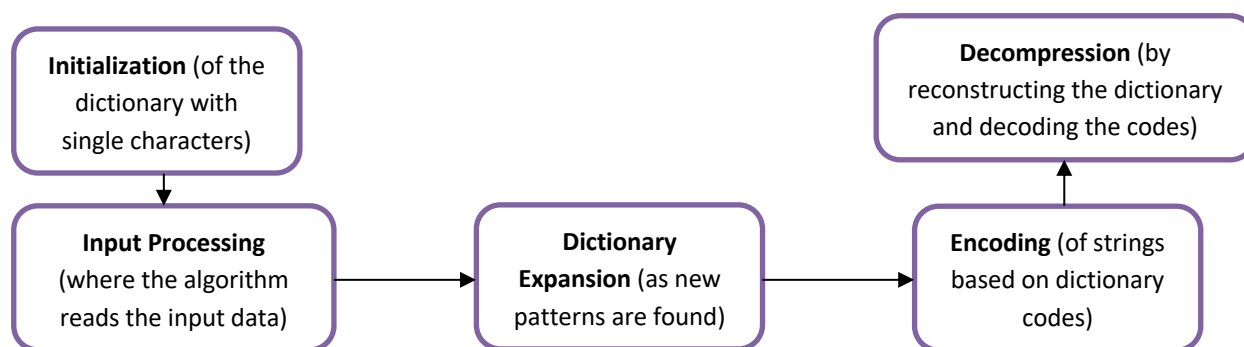 Initialization (of the
dictionary with
single characters)
Input Processing
(where the algorithm
reads the input data)
Dictionary
Expansion (as new
patterns are found)
Encoding (of strings
based on dictionary
codes)
Decompression (by
reconstructing the dictionary
and decoding the codes)